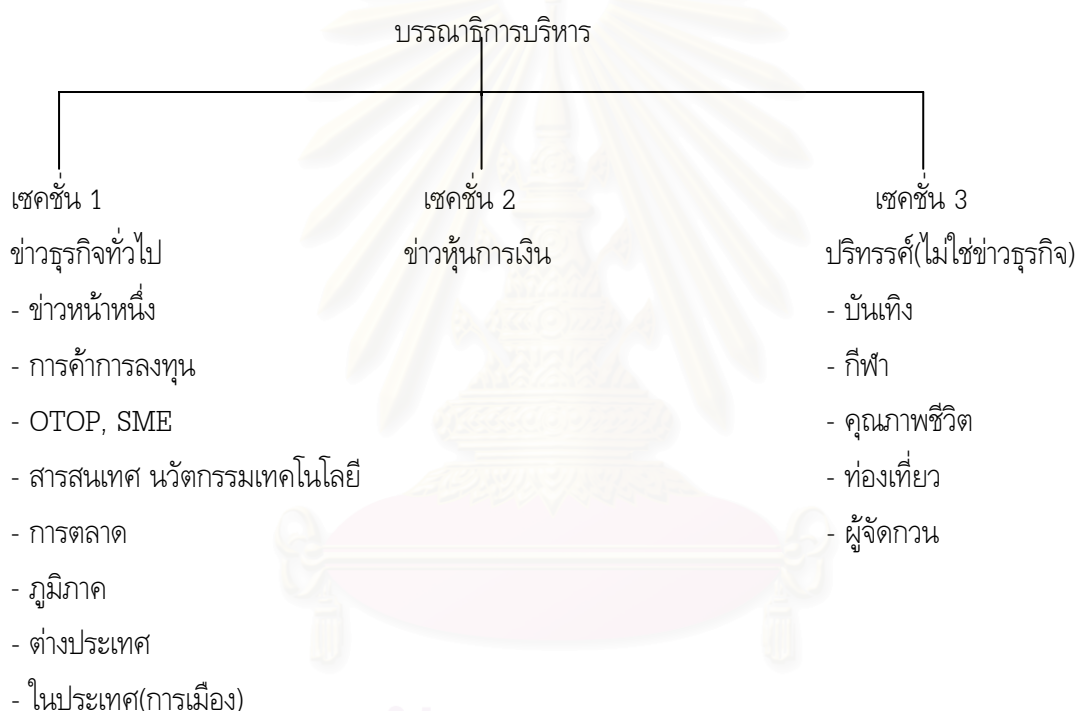 บรรณาธิการบริหาร
เซคชั่น 1
ข่าวธุรกิจทั่วไป
- ข่าวหน้าหนึ่ง
- การค้าการลงทุน
- OTOP, SME
- สารสนเทศ นวัตกรรมเทคโนโลยี
- การตลาด
- ภูมิภาค
- ต่างประเทศ
- ในประเทศ(การเมือง)
เซคชั่น 2
ข่าวหุ้นการเงิน
เซคชั่น 3
ปริทรรศ์(ไม่ใช่ข่าวธุรกิจ)
- บันเทิง
- กีฬา
- คุณภาพชีวิต
- ท่องเที่ยว
- ผู้จัดกวน